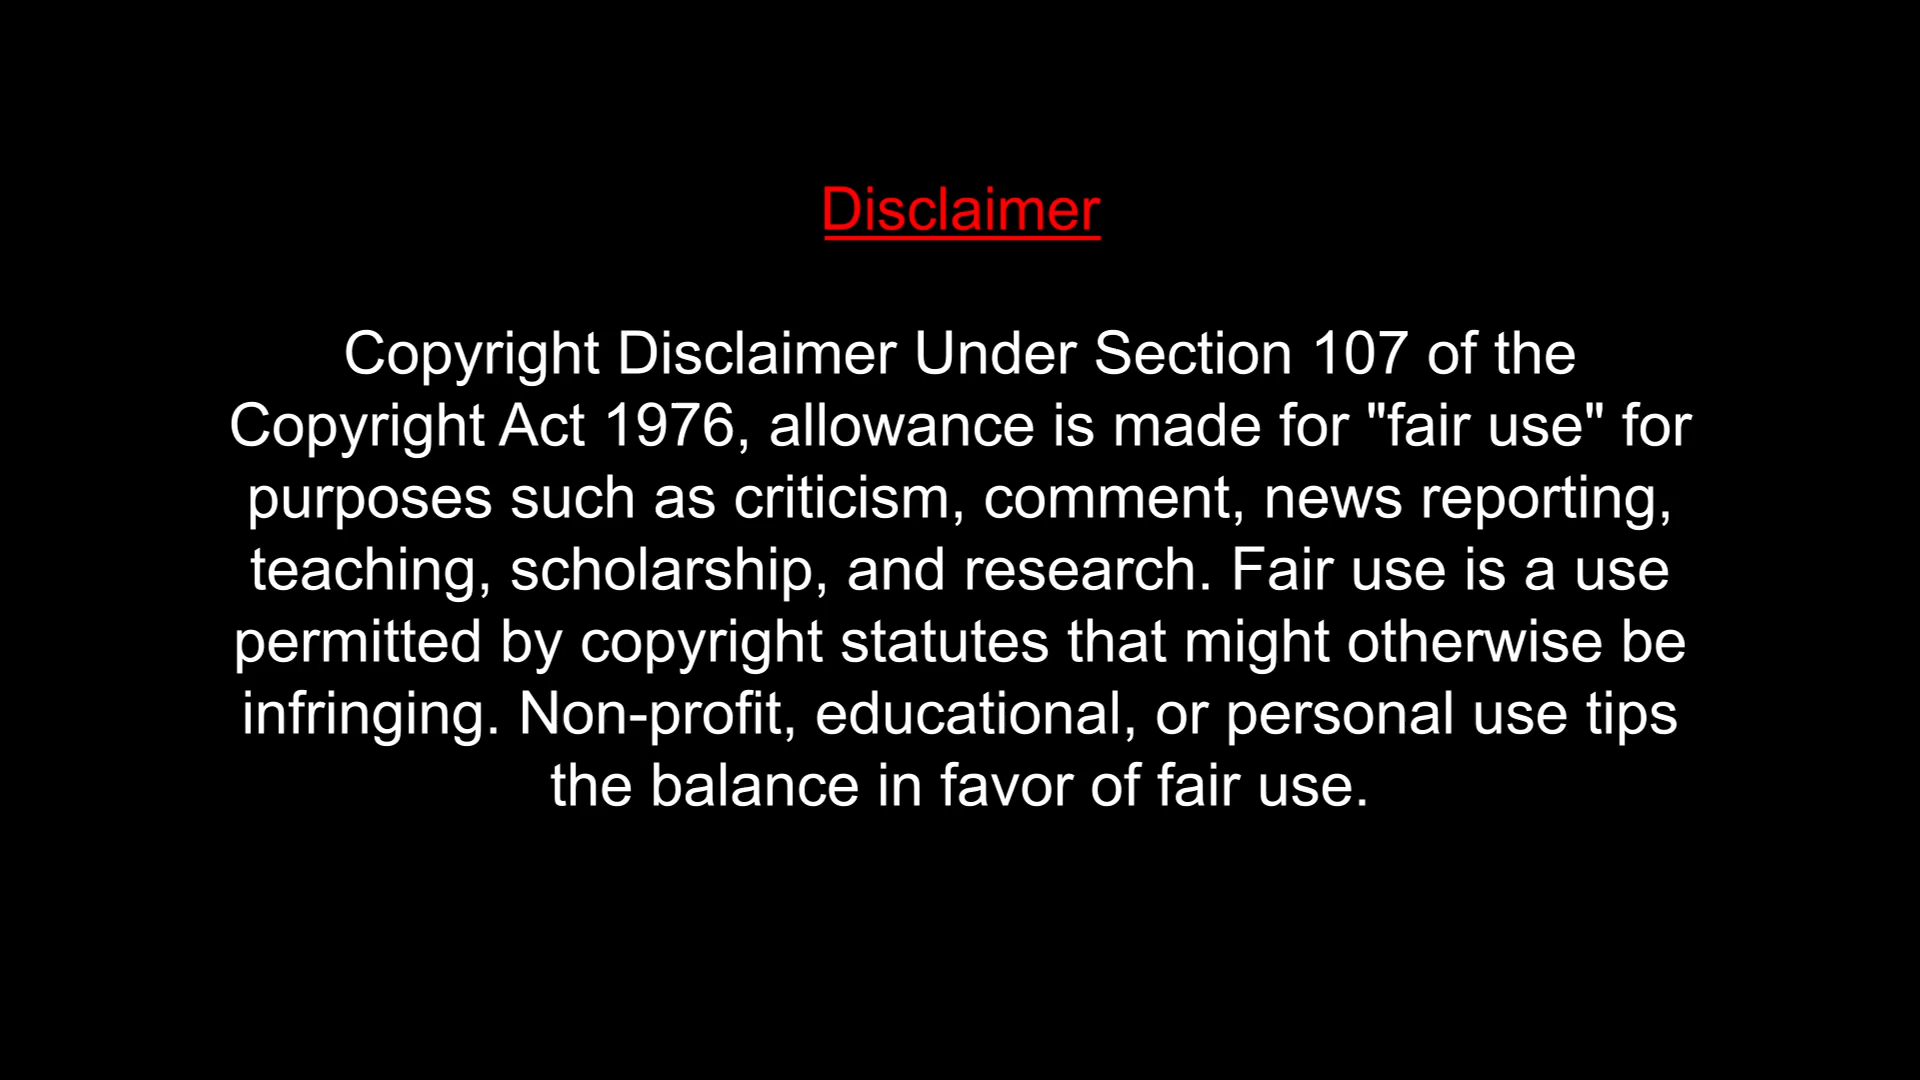 Disclaimer
Copyright Disclaimer Under Section 107 of the
Copyright Act 1976, allowance is made for "fair use" for
purposes such as criticism, comment, news reporting,
teaching, scholarship, and research. Fair use is a use
permitted by copyright statutes that might otherwise be
infringing. Non-profit, educational, or personal use tips
the balance in favor of fair use.